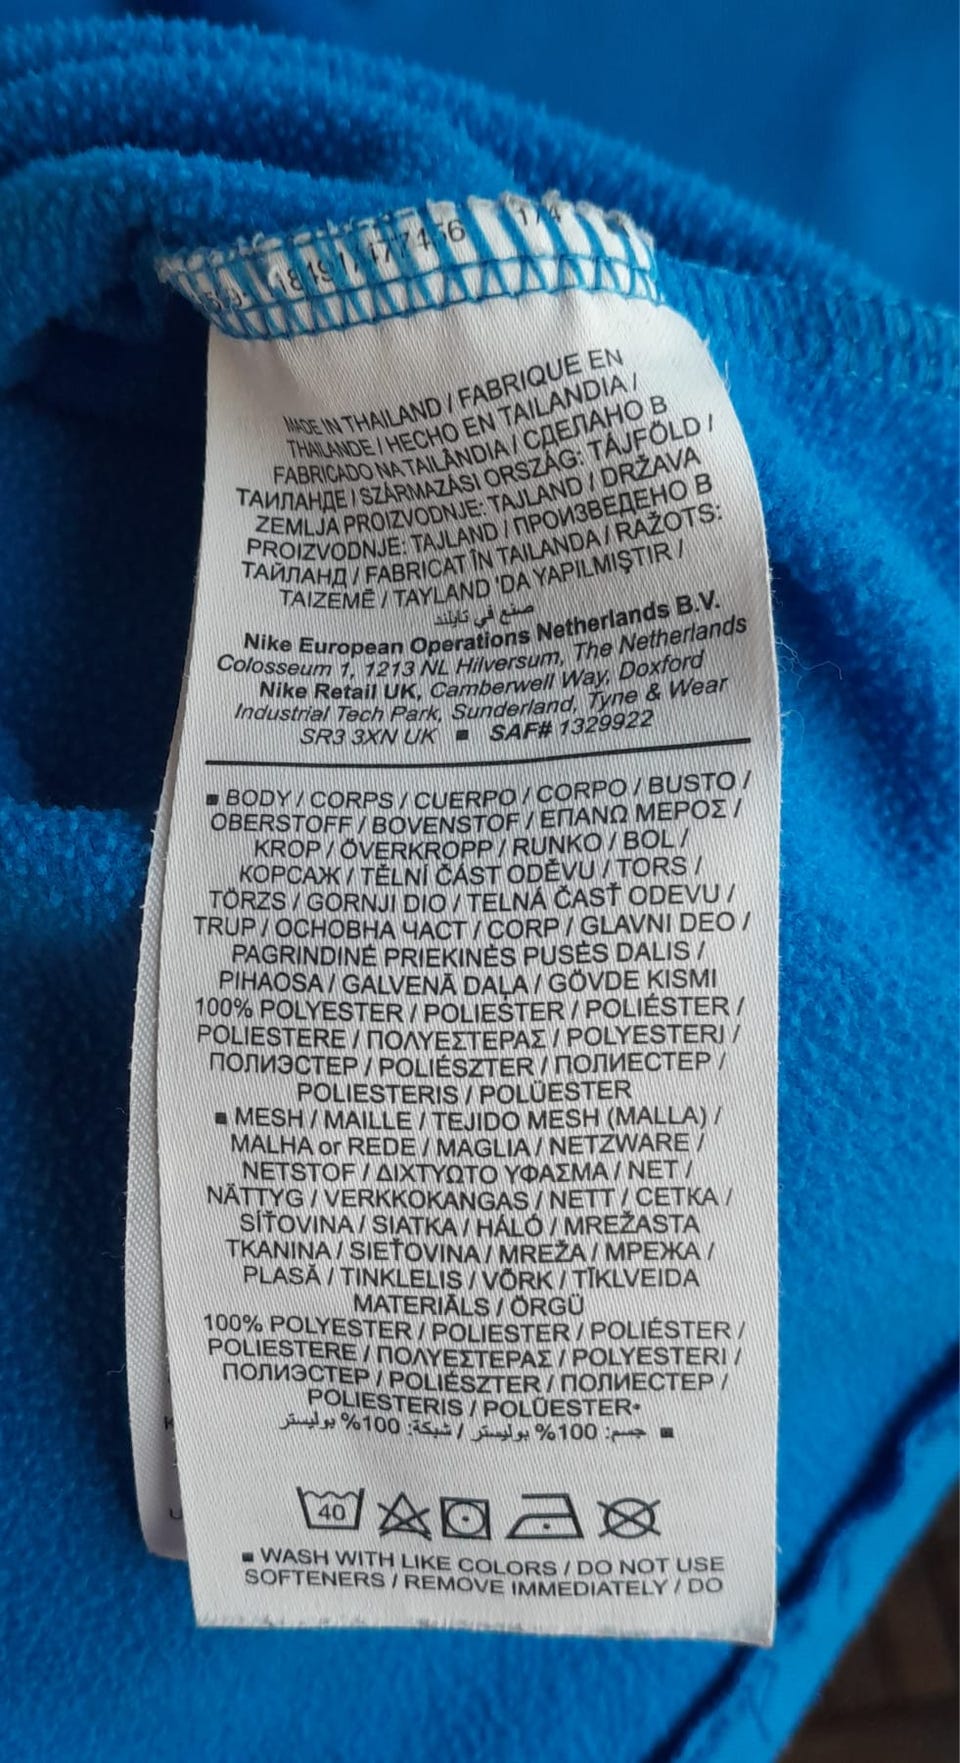 MADE IN THAILAND / FABRIQUE EN
THAILANDE / HECHO EN TAILANDIA /
FABRICADO NA TAILÂNDIA / СДЕЛАНО В
ТАИЛАНДЕ / SZÁRMAZÁSI ORSZÁG: TÁJFÖLD /
ZEMLJA PROIZVODNJE: TAJLAND / DRŽAVA
PROIZVODNJE: TAJLAND / ПРОИЗВЕДЕНО В
ТАЙЛАНД / FABRICAT ÎN TAILANDA / RAŽOTS:
TAIZEMĒ / TAYLAND 'DA YAPILMIŞTIR /
صنع في تايلند
Nike European Operations Netherlands B.V.
Colosseum 1, 1213 NL Hilversum, The Netherlands
Nike Retail UK, Camberwell Way, Doxford
Industrial Tech Park, Sunderland, Tyne & Wear
SR3 3XN UK ▪ SAF# 1329922
▪ BODY / CORPS / CUERPO / CORPO / BUSTO /
OBERSTOFF / BOVENSTOF / ΕΠΑΝΩ ΜΕΡΟΣ /
KROP / ÖVERKROPP / RUNKO / BOL /
КОРСАЖ / TĚLNÍ ČÁST ODĚVU / TORS /
TÖRZS / GORNJI DIO / TELNÁ ČASŤ ODEVU /
TRUP / ОСНОВНА ЧАСТ / CORP / GLAVNI DEO /
PAGRINDINĖ PRIEKINĖS PUSĖS DALIS /
PIHAOSA / GALVENĀ DAĻA / GÖVDE KISMI
100% POLYESTER / POLIESTER / POLIÉSTER /
POLIESTERE / ΠΟΛΥΕΣΤΕΡΑΣ / POLYESTERI /
ПОЛИЭСТЕР / POLIÉSZTER / ПОЛИЕСТЕР /
POLIESTERIS / POLÜESTER
▪ MESH / MAILLE / TEJIDO MESH (MALLA) /
MALHA or REDE / MAGLIA / NETZWARE /
NETSTOF / ΔΙΧΤΥΩΤΟ ΥΦΑΣΜΑ / NET /
NÄTTYG / VERKKOKANGAS / NETT / СЕТКА /
SÍŤOVINA / SIATKA / HÁLÓ / MREŽASTA
TKANINA / SIEŤOVINA / MREŽA / МРЕЖА /
PLASĂ / TINKLELIS / VÕRK / TĪKLVEIDA
MATERIĀLS / ÖRGÜ
100% POLYESTER / POLIESTER / POLIÉSTER /
POLIESTERE / ΠΟΛΥΕΣΤΕΡΑΣ / POLYESTERI /
ПОЛИЭСТЕР / POLIÉSZTER / ПОЛИЕСТЕР /
POLIESTERIS / POLÜESTER•
▪ جسم: 100% بوليستر / شبكة: 100% بوليستر
40
▪ WASH WITH LIKE COLORS / DO NOT USE
SOFTENERS / REMOVE IMMEDIATELY / DO